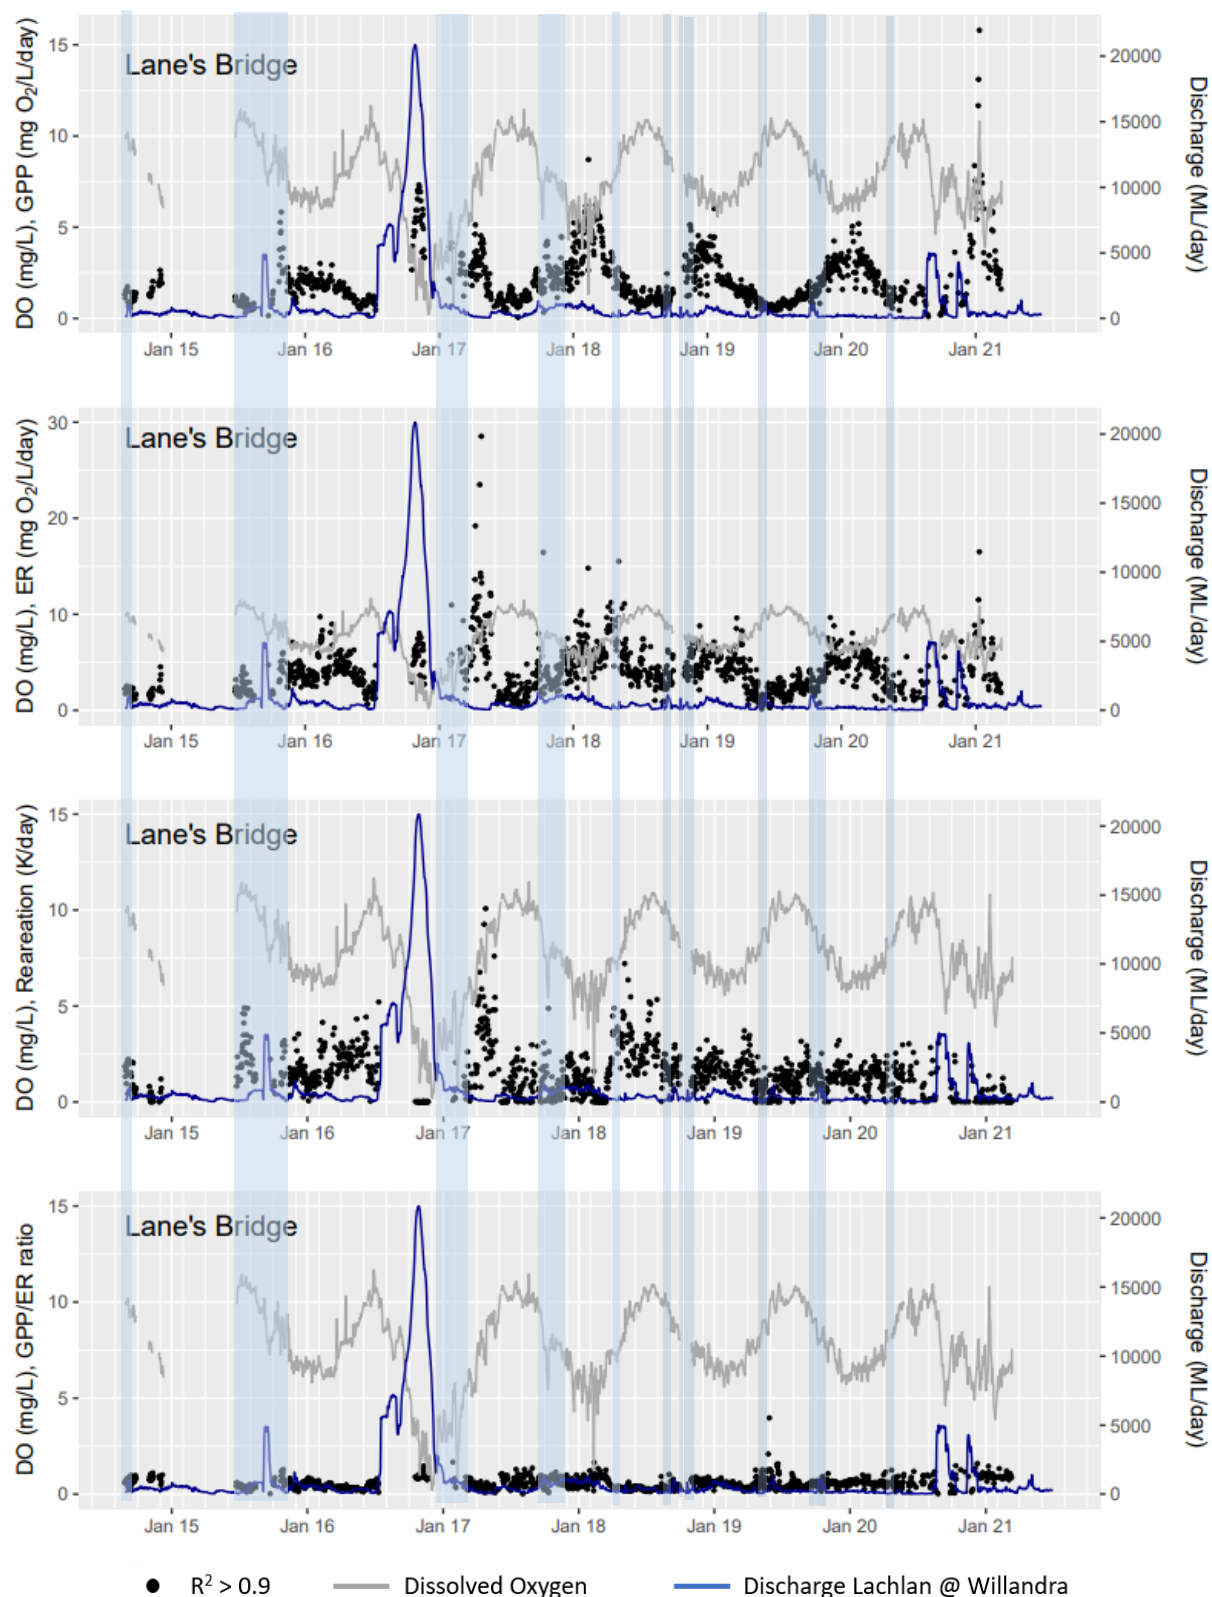 DO (mg/L), GPP (mg O2/L/day)
Lane's Bridge
15
10
5
0
20000
15000
10000
5000
0
Discharge (ML/day)
Jan 15 Jan 16 Jan 17 Jan 18 Jan 19 Jan 20 Jan 21
DO (mg/L), ER (mg O2/L/day)
Lane's Bridge
30
20
10
0
20000
15000
10000
5000
0
Discharge (ML/day)
Jan 15 Jan 16 Jan 17 Jan 18 Jan 19 Jan 20 Jan 21
DO (mg/L), Reareation (K/day)
Lane's Bridge
15
10
5
0
20000
15000
10000
5000
0
Discharge (ML/day)
Jan 15 Jan 16 Jan 17 Jan 18 Jan 19 Jan 20 Jan 21
DO (mg/L), GPP/ER ratio
Lane's Bridge
15
10
5
0
20000
15000
10000
5000
0
Discharge (ML/day)
Jan 15 Jan 16 Jan 17 Jan 18 Jan 19 Jan 20 Jan 21
R² > 0.9 Dissolved Oxygen Discharge Lachlan @ Willandra